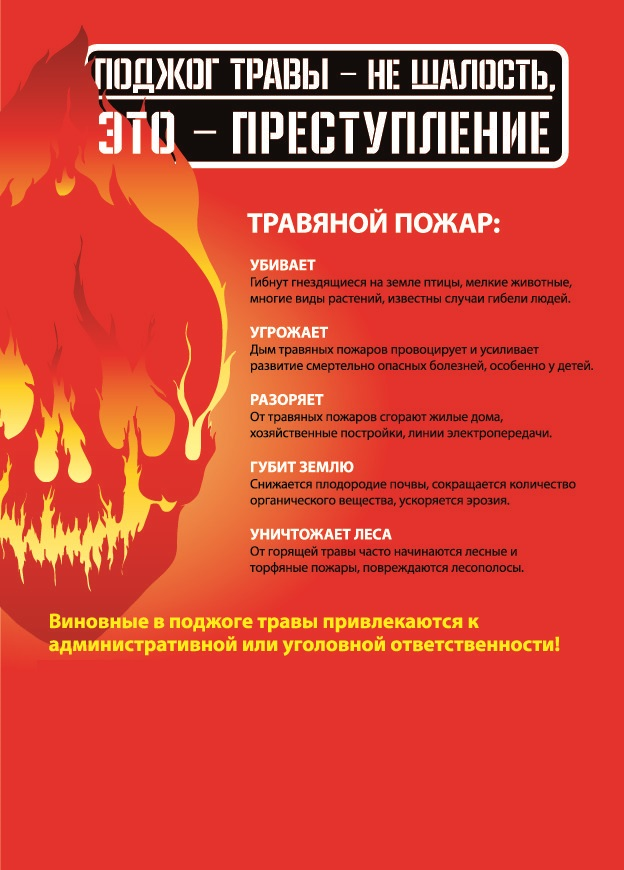 ПОДЖОГ ТРАВЫ – НЕ ШАЛОСТЬ,
ЭТО – ПРЕСТУПЛЕНИЕ
ТРАВЯНОЙ ПОЖАР:
УБИВАЕТ
Гибнут гнездящиеся на земле птицы, мелкие животные,
многие виды растений, известны случаи гибели людей.
УГРОЖАЕТ
Дым травяных пожаров провоцирует и усиливает
развитие смертельно опасных болезней, особенно у детей.
РАЗОРЯЕТ
От травяных пожаров сгорают жилые дома,
хозяйственные постройки, линии электропередачи.
ГУБИТ ЗЕМЛЮ
Снижается плодородие почвы, сокращается количество
органического вещества, ускоряется эрозия.
УНИЧТОЖАЕТ ЛЕСА
От горящей травы часто начинаются лесные и
торфяные пожары, повреждаются лесополосы.
Виновные в поджоге травы привлекаются к
административной или уголовной ответственности!